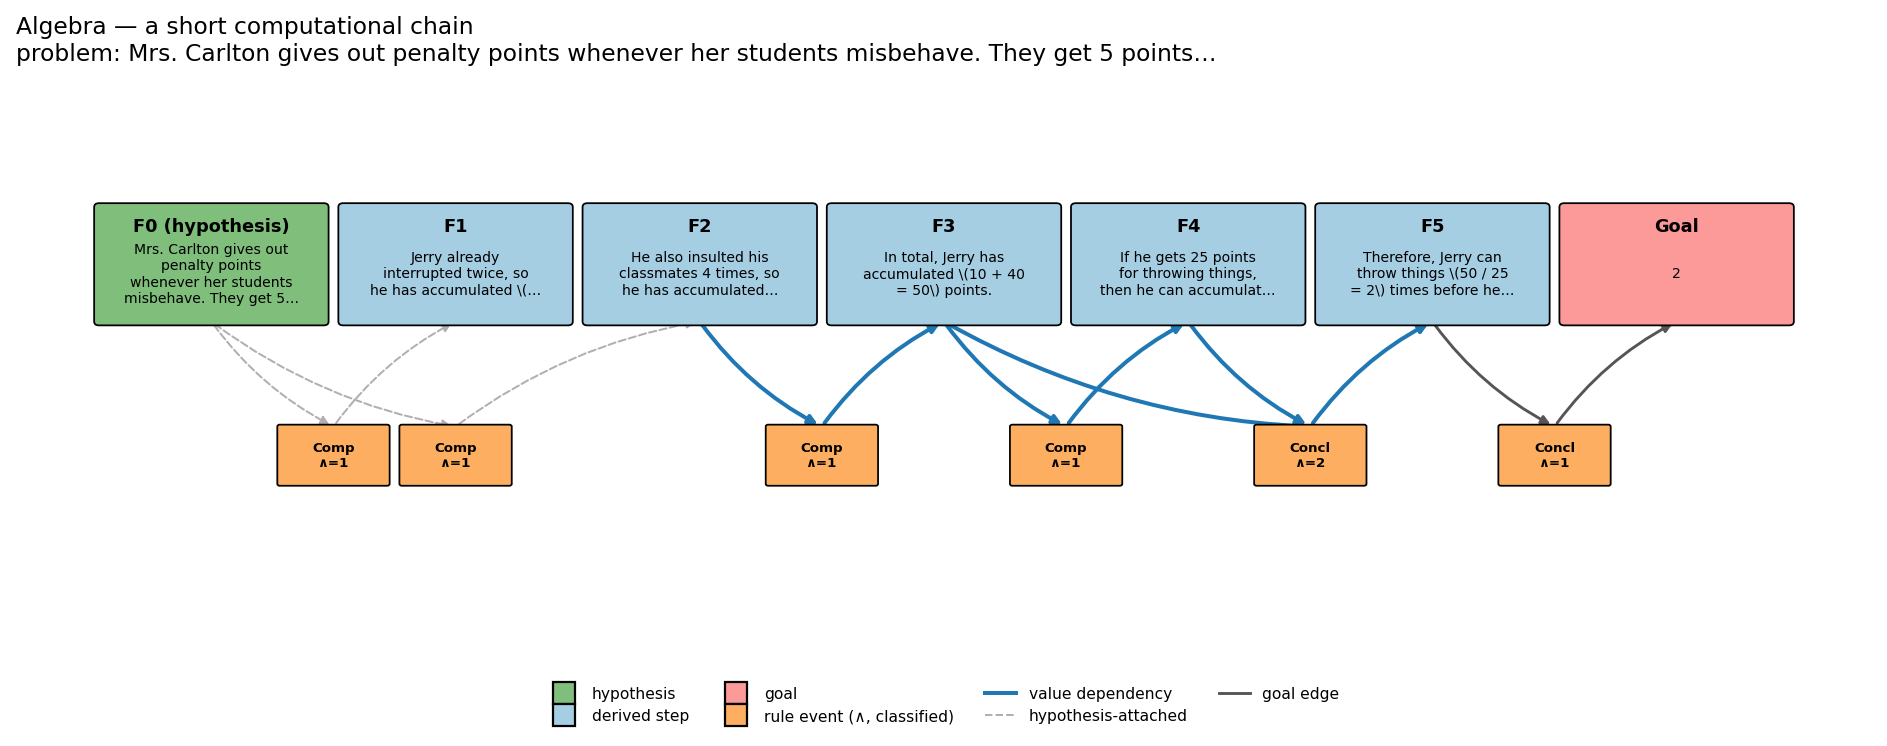 Algebra — a short computational chain
problem: Mrs. Carlton gives out penalty points whenever her students misbehave. They get 5 points…
F0 (hypothesis)
Mrs. Carlton gives out
penalty points
whenever her students
misbehave. They get 5…
F1
Jerry already
interrupted twice, so
he has accumulated \(…
F2
He also insulted his
classmates 4 times, so
he has accumulated…
F3
In total, Jerry has
accumulated \(10 + 40
= 50\) points.
F4
If he gets 25 points
for throwing things,
then he can accumulat…
F5
Therefore, Jerry can
throw things \(50 / 25
= 2\) times before he…
Goal
2
Comp
∧=1
Comp
∧=1
Comp
∧=1
Comp
∧=1
Concl
∧=2
Concl
∧=1
hypothesis
derived step
goal
rule event (∧, classified)
value dependency
hypothesis-attached
goal edge